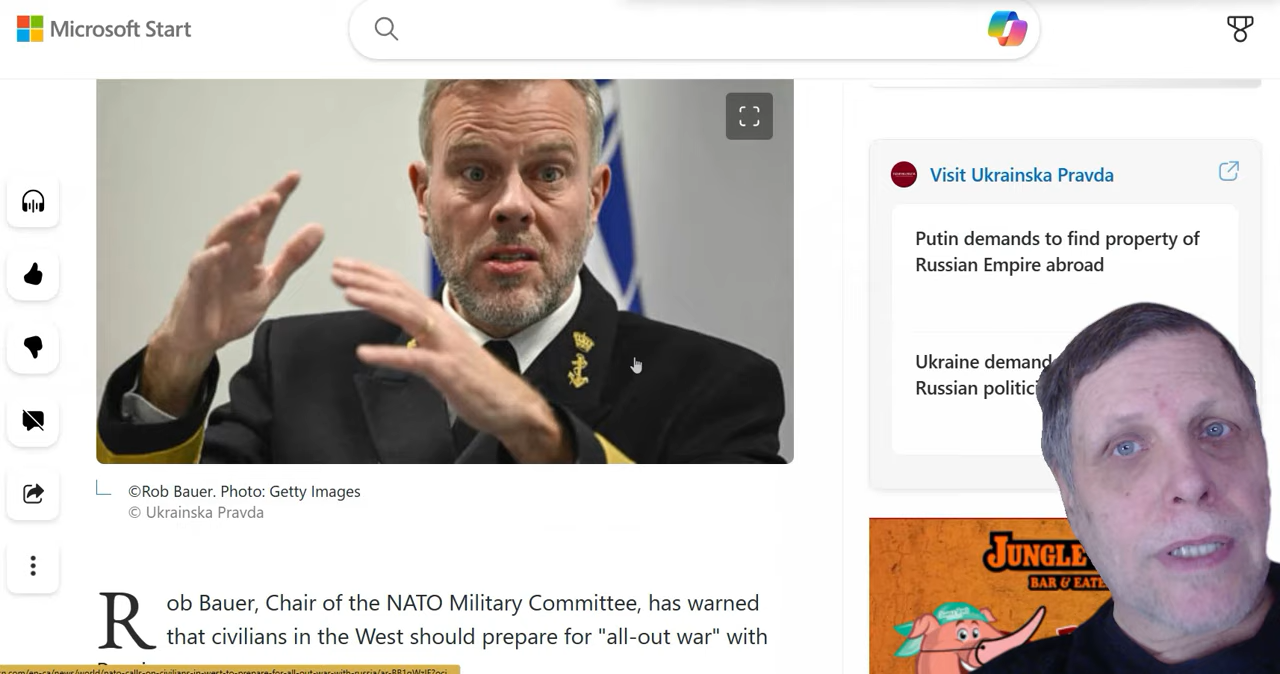 Microsoft Start
Visit Ukrainska Pravda
Putin demands to find property of
Russian Empire abroad
Ukraine demand
Russian politici
©Rob Bauer. Photo: Getty Images
© Ukrainska Pravda
JUNGLE
BAR & EATE
Rob Bauer, Chair of the NATO Military Committee, has warned
that civilians in the West should prepare for "all-out war" with